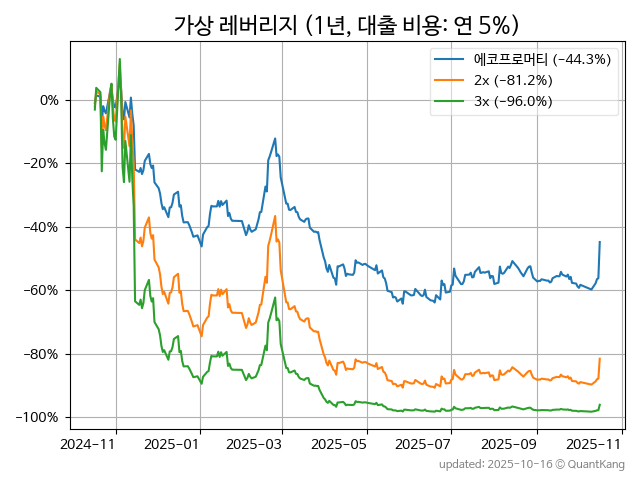 가상 레버리지 (1년, 대출 비용: 연 5%)
에코프로머티 (−44.3%)
2x (−81.2%)
3x (−96.0%)
0%
−20%
−40%
−60%
−80%
−100%
2024-11 2025-01 2025-03 2025-05 2025-07 2025-09 2025-11
updated: 2025-10-16 © QuantKang